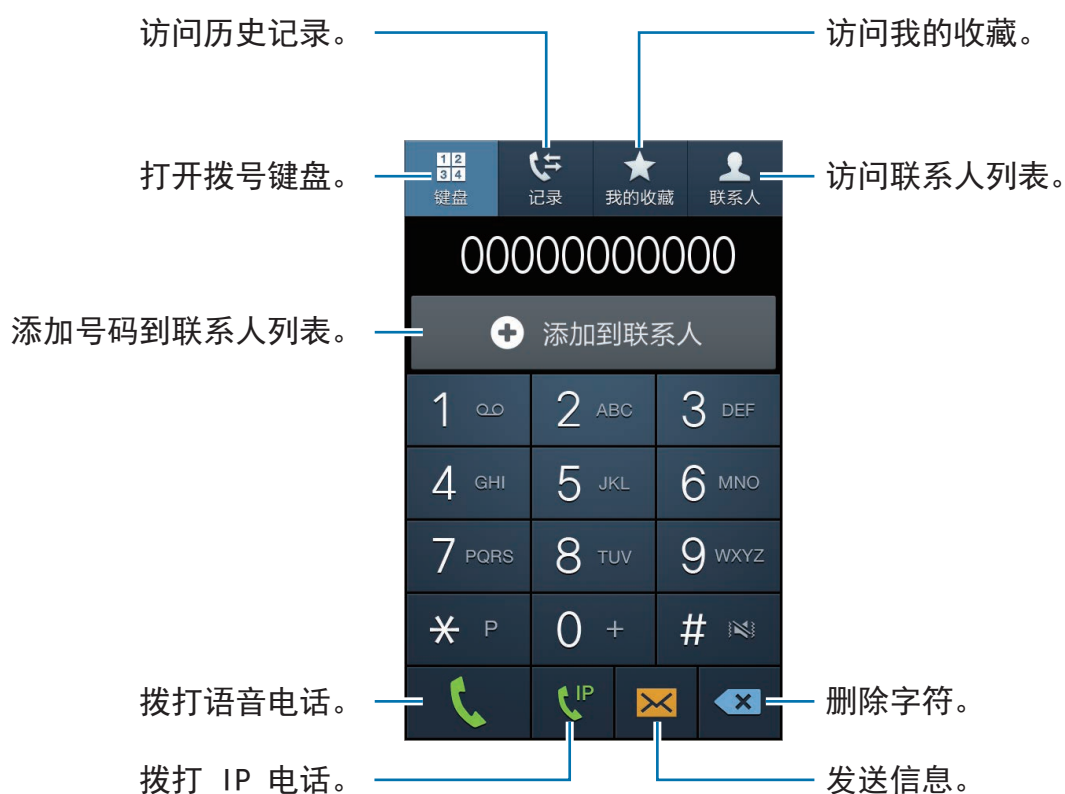 访问历史记录。
访问我的收藏。
打开拨号键盘。
1 2
3 4
键盘
记录
我的收藏
联系人
访问联系人列表。
00000000000
添加号码到联系人列表。
添加到联系人
1
2 ABC
3 DEF
4 GHI
5 JKL
6 MNO
7 PQRS
8 TUV
9 WXYZ
* P
0 +
#
拨打语音电话。
IP
删除字符。
拨打 IP 电话。
发送信息。